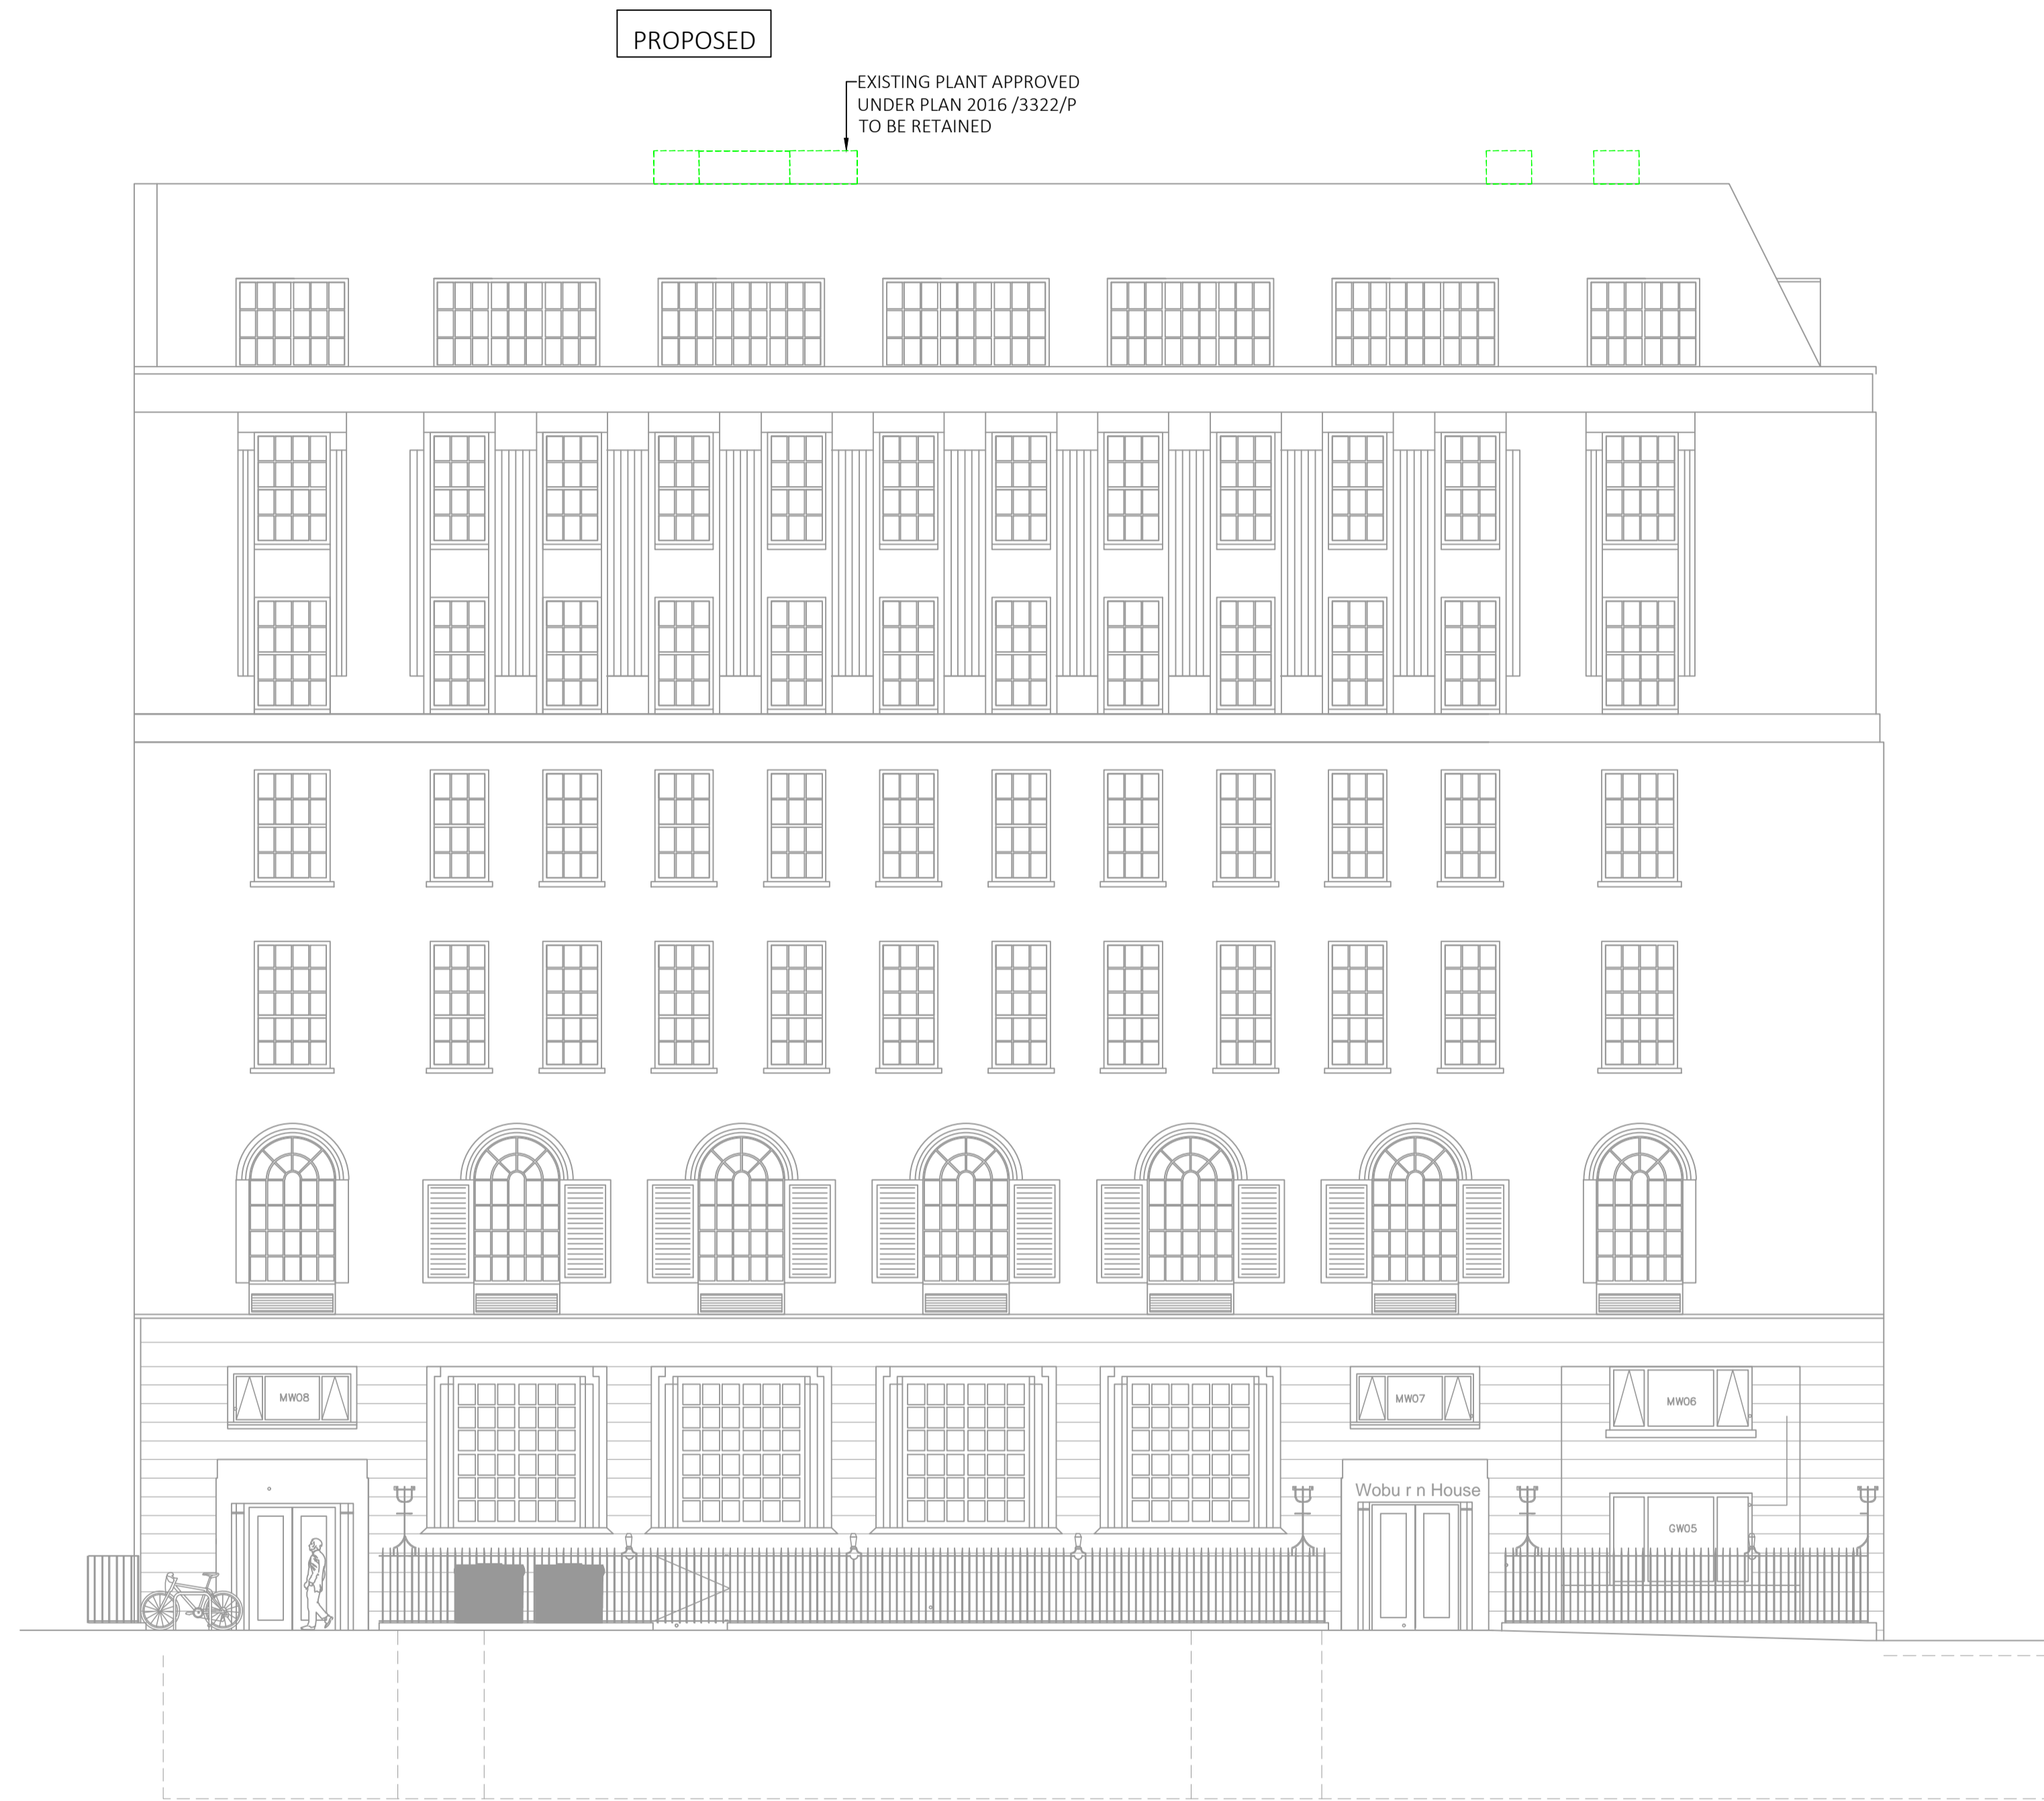 PROPOSED
EXISTING PLANT APPROVED
UNDER PLAN 2016 /3322/P
TO BE RETAINED
MW08
MW07
MW06
Wobu r n House
GW05